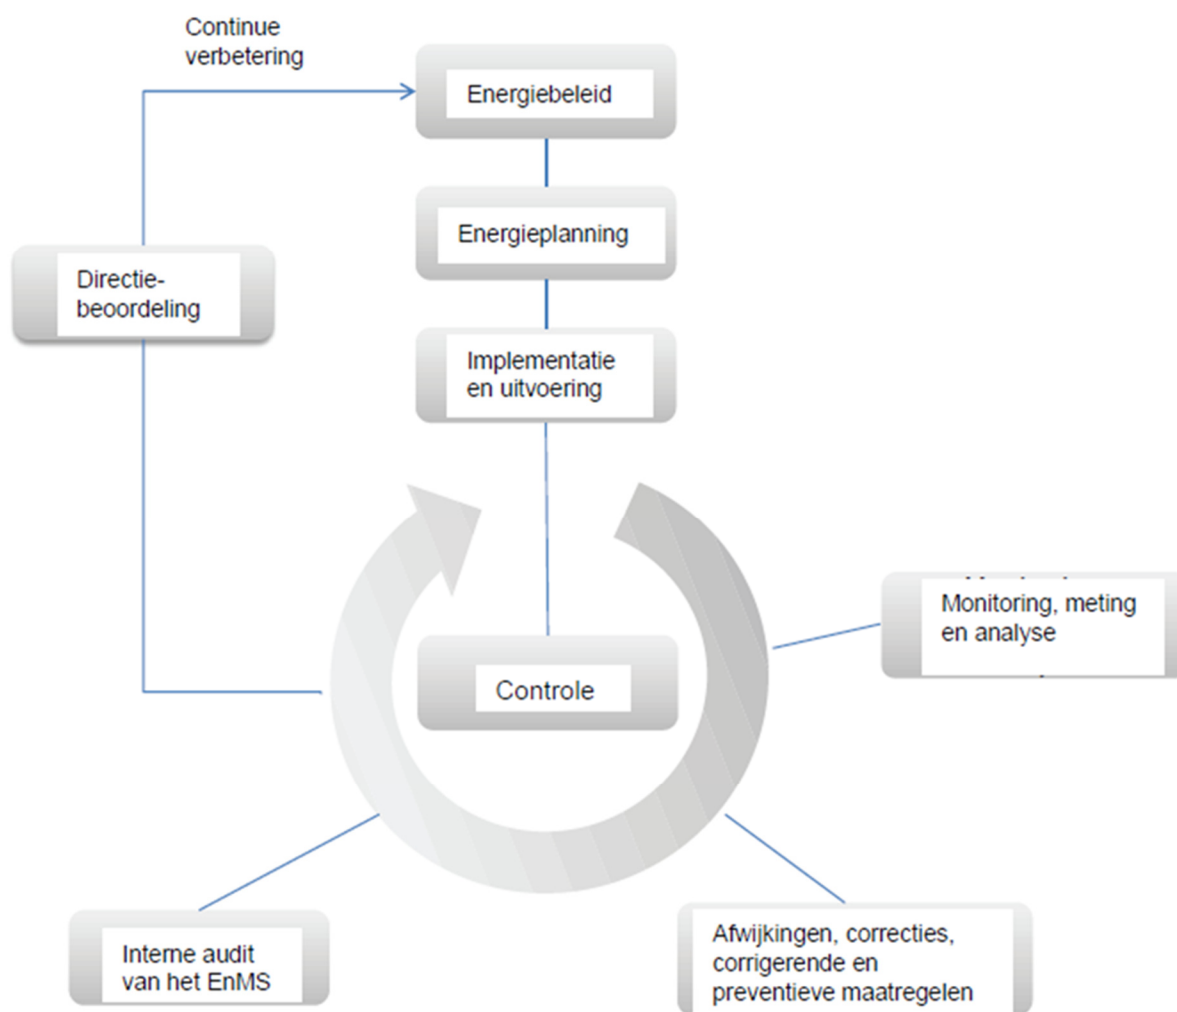 Continue
verbetering
Energiebeleid
Energieplanning
Directie-
beoordeling
Implementatie
en uitvoering
Monitoring, meting
en analyse
Controle
Interne audit
van het EnMS
Afwijkingen, correcties,
corrigerende en
preventieve maatregelen